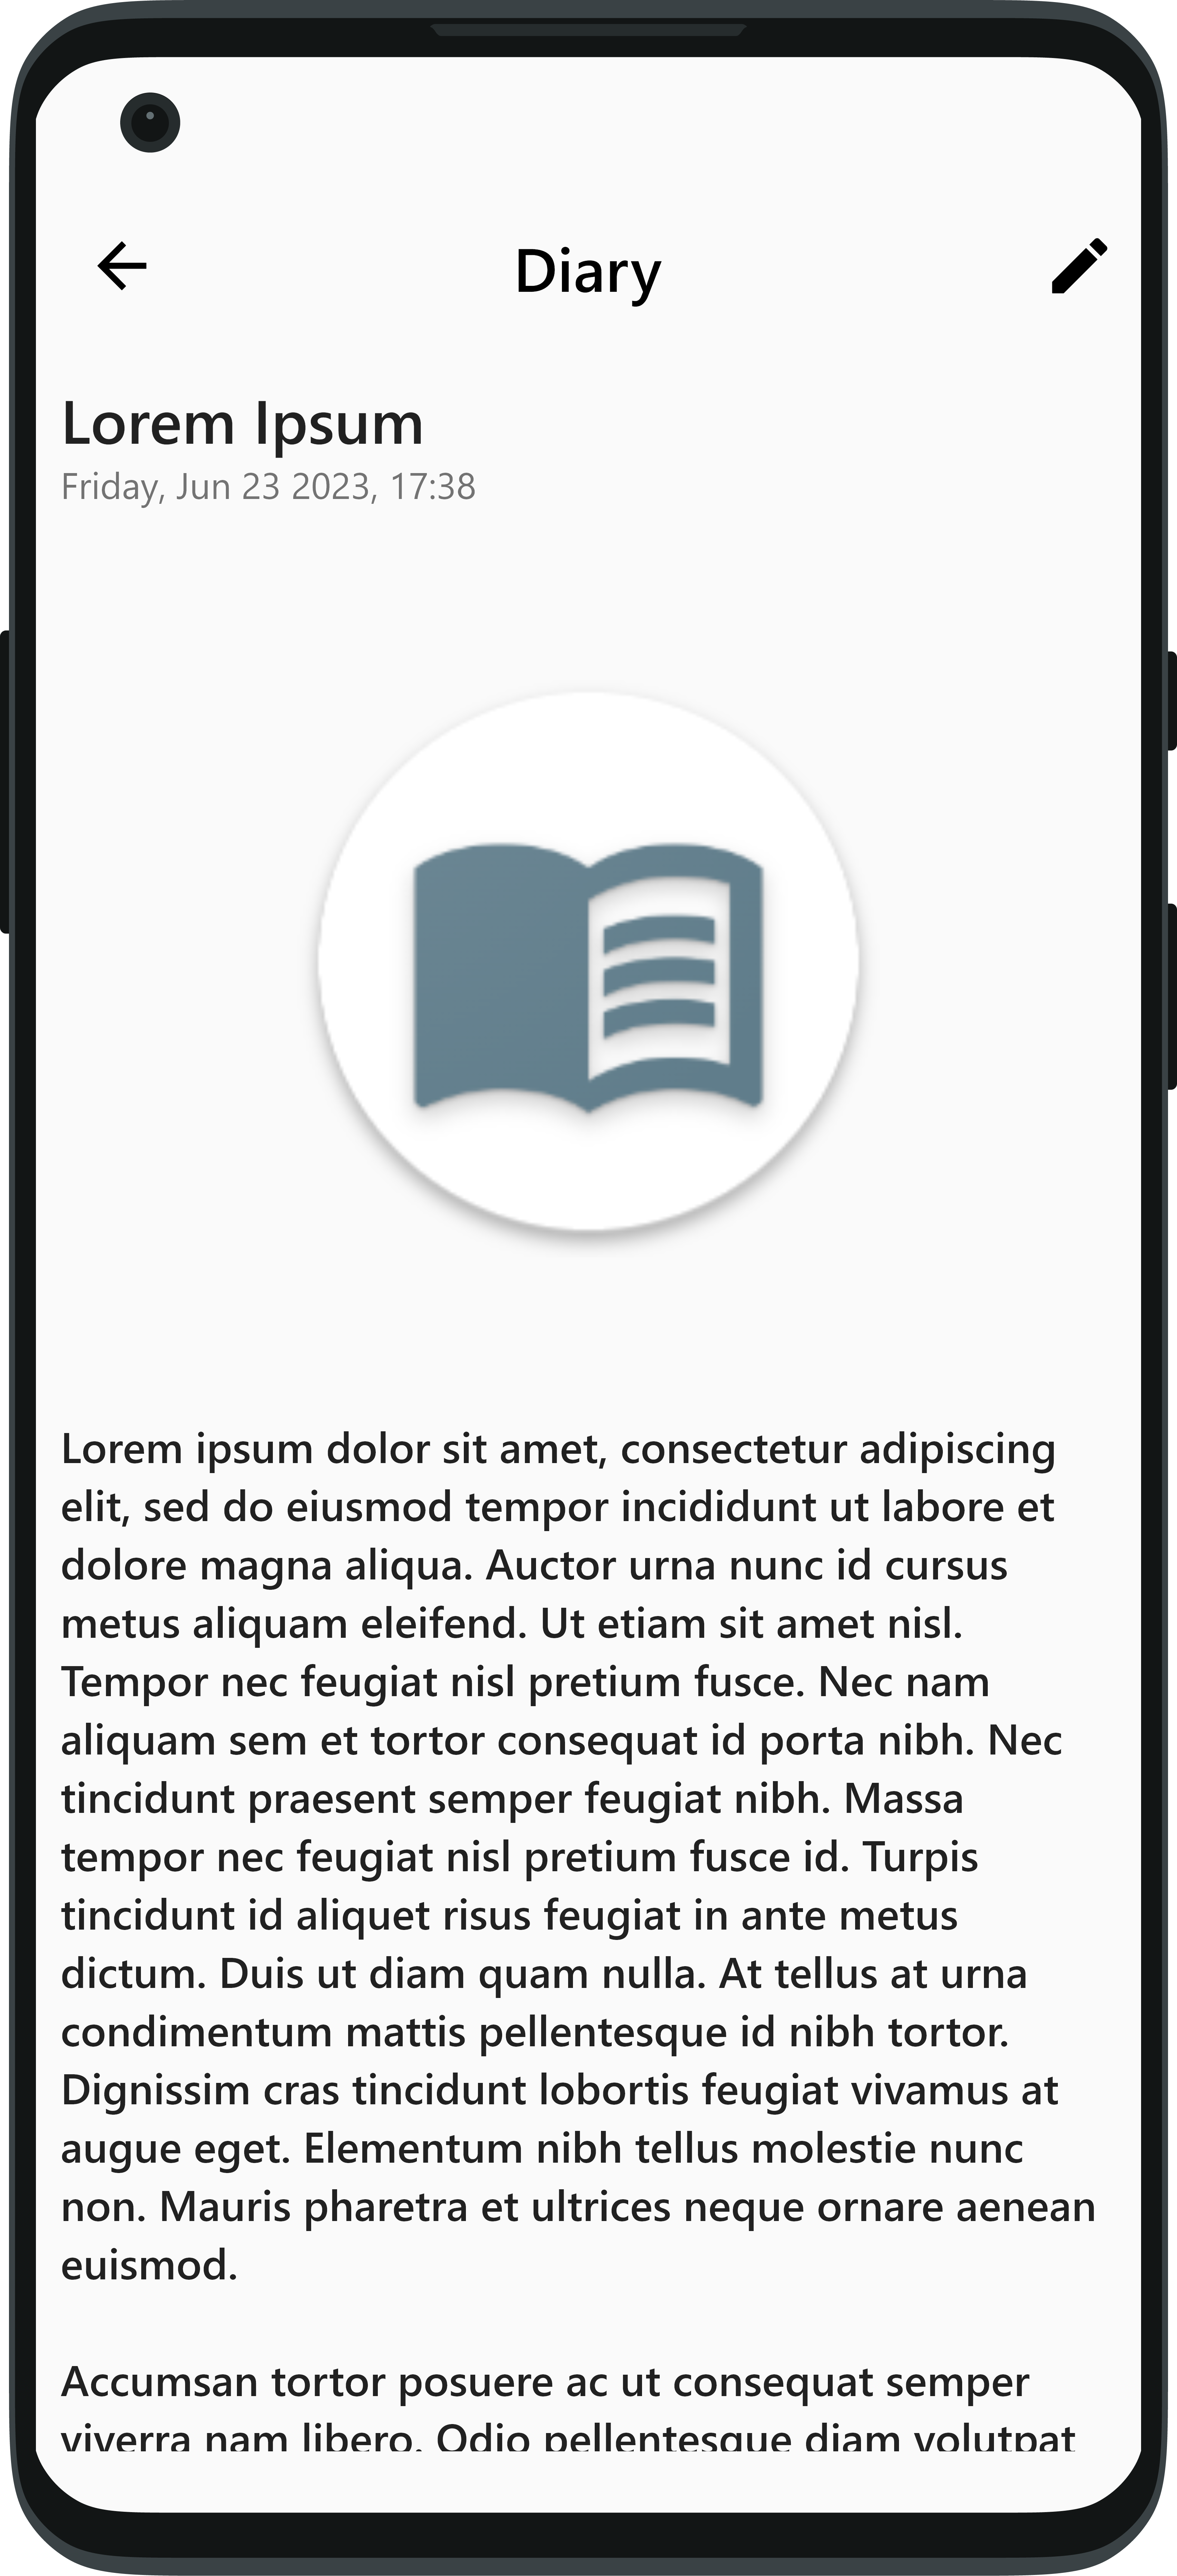 Diary
Lorem Ipsum
Friday, Jun 23 2023, 17:38
Lorem ipsum dolor sit amet, consectetur adipiscing
elit, sed do eiusmod tempor incididunt ut labore et
dolore magna aliqua. Auctor urna nunc id cursus
metus aliquam eleifend. Ut etiam sit amet nisl.
Tempor nec feugiat nisl pretium fusce. Nec nam
aliquam sem et tortor consequat id porta nibh. Nec
tincidunt praesent semper feugiat nibh. Massa
tempor nec feugiat nisl pretium fusce id. Turpis
tincidunt id aliquet risus feugiat in ante metus
dictum. Duis ut diam quam nulla. At tellus at urna
condimentum mattis pellentesque id nibh tortor.
Dignissim cras tincidunt lobortis feugiat vivamus at
augue eget. Elementum nibh tellus molestie nunc
non. Mauris pharetra et ultrices neque ornare aenean
euismod.
Accumsan tortor posuere ac ut consequat semper
viverra nam libero. Odio pellentesque diam volutpat